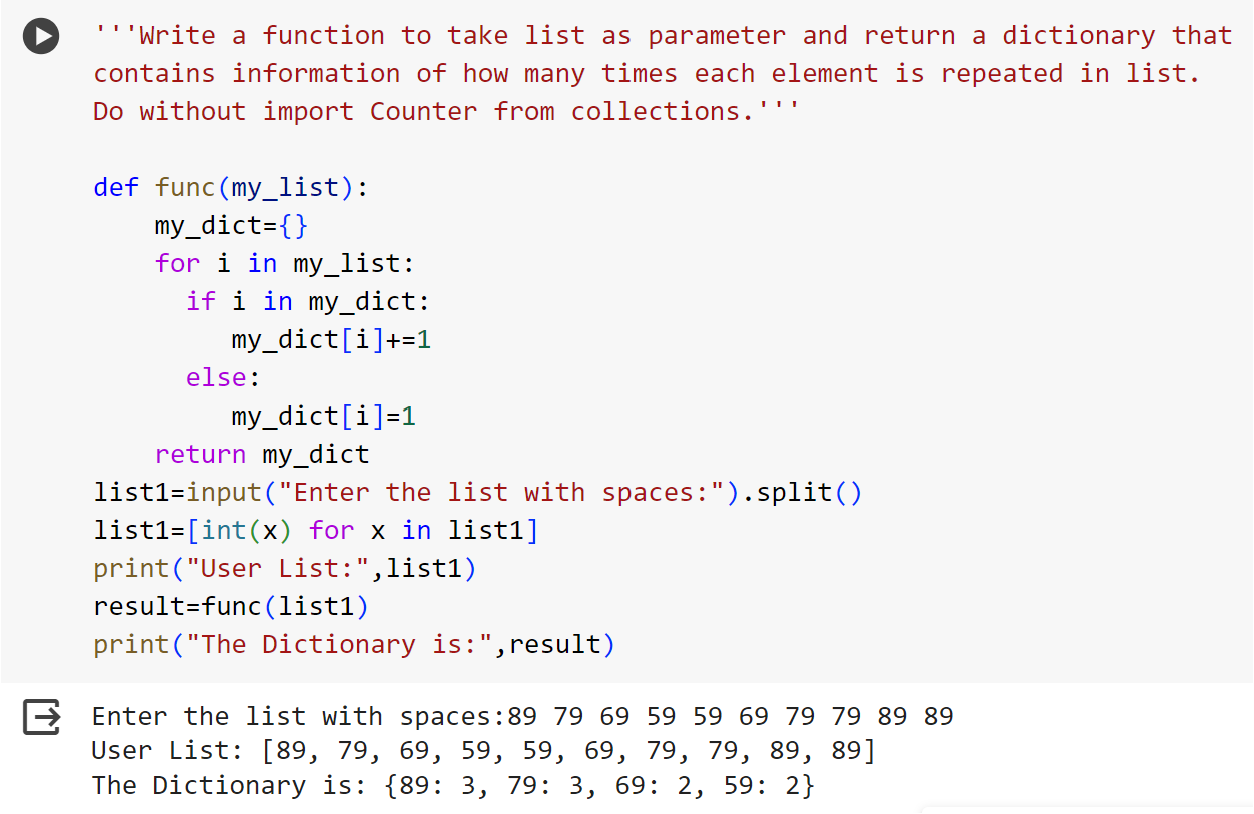 '''Write a function to take list as parameter and return a dictionary that
contains information of how many times each element is repeated in list.
Do without import Counter from collections.'''

def func(my_list):
    my_dict={}
    for i in my_list:
      if i in my_dict:
         my_dict[i]+=1
      else:
         my_dict[i]=1
    return my_dict
list1=input("Enter the list with spaces:").split()
list1=[int(x) for x in list1]
print("User List:",list1)
result=func(list1)
print("The Dictionary is:",result)
Enter the list with spaces:89 79 69 59 59 69 79 79 89 89
User List: [89, 79, 69, 59, 59, 69, 79, 79, 89, 89]
The Dictionary is: {89: 3, 79: 3, 69: 2, 59: 2}